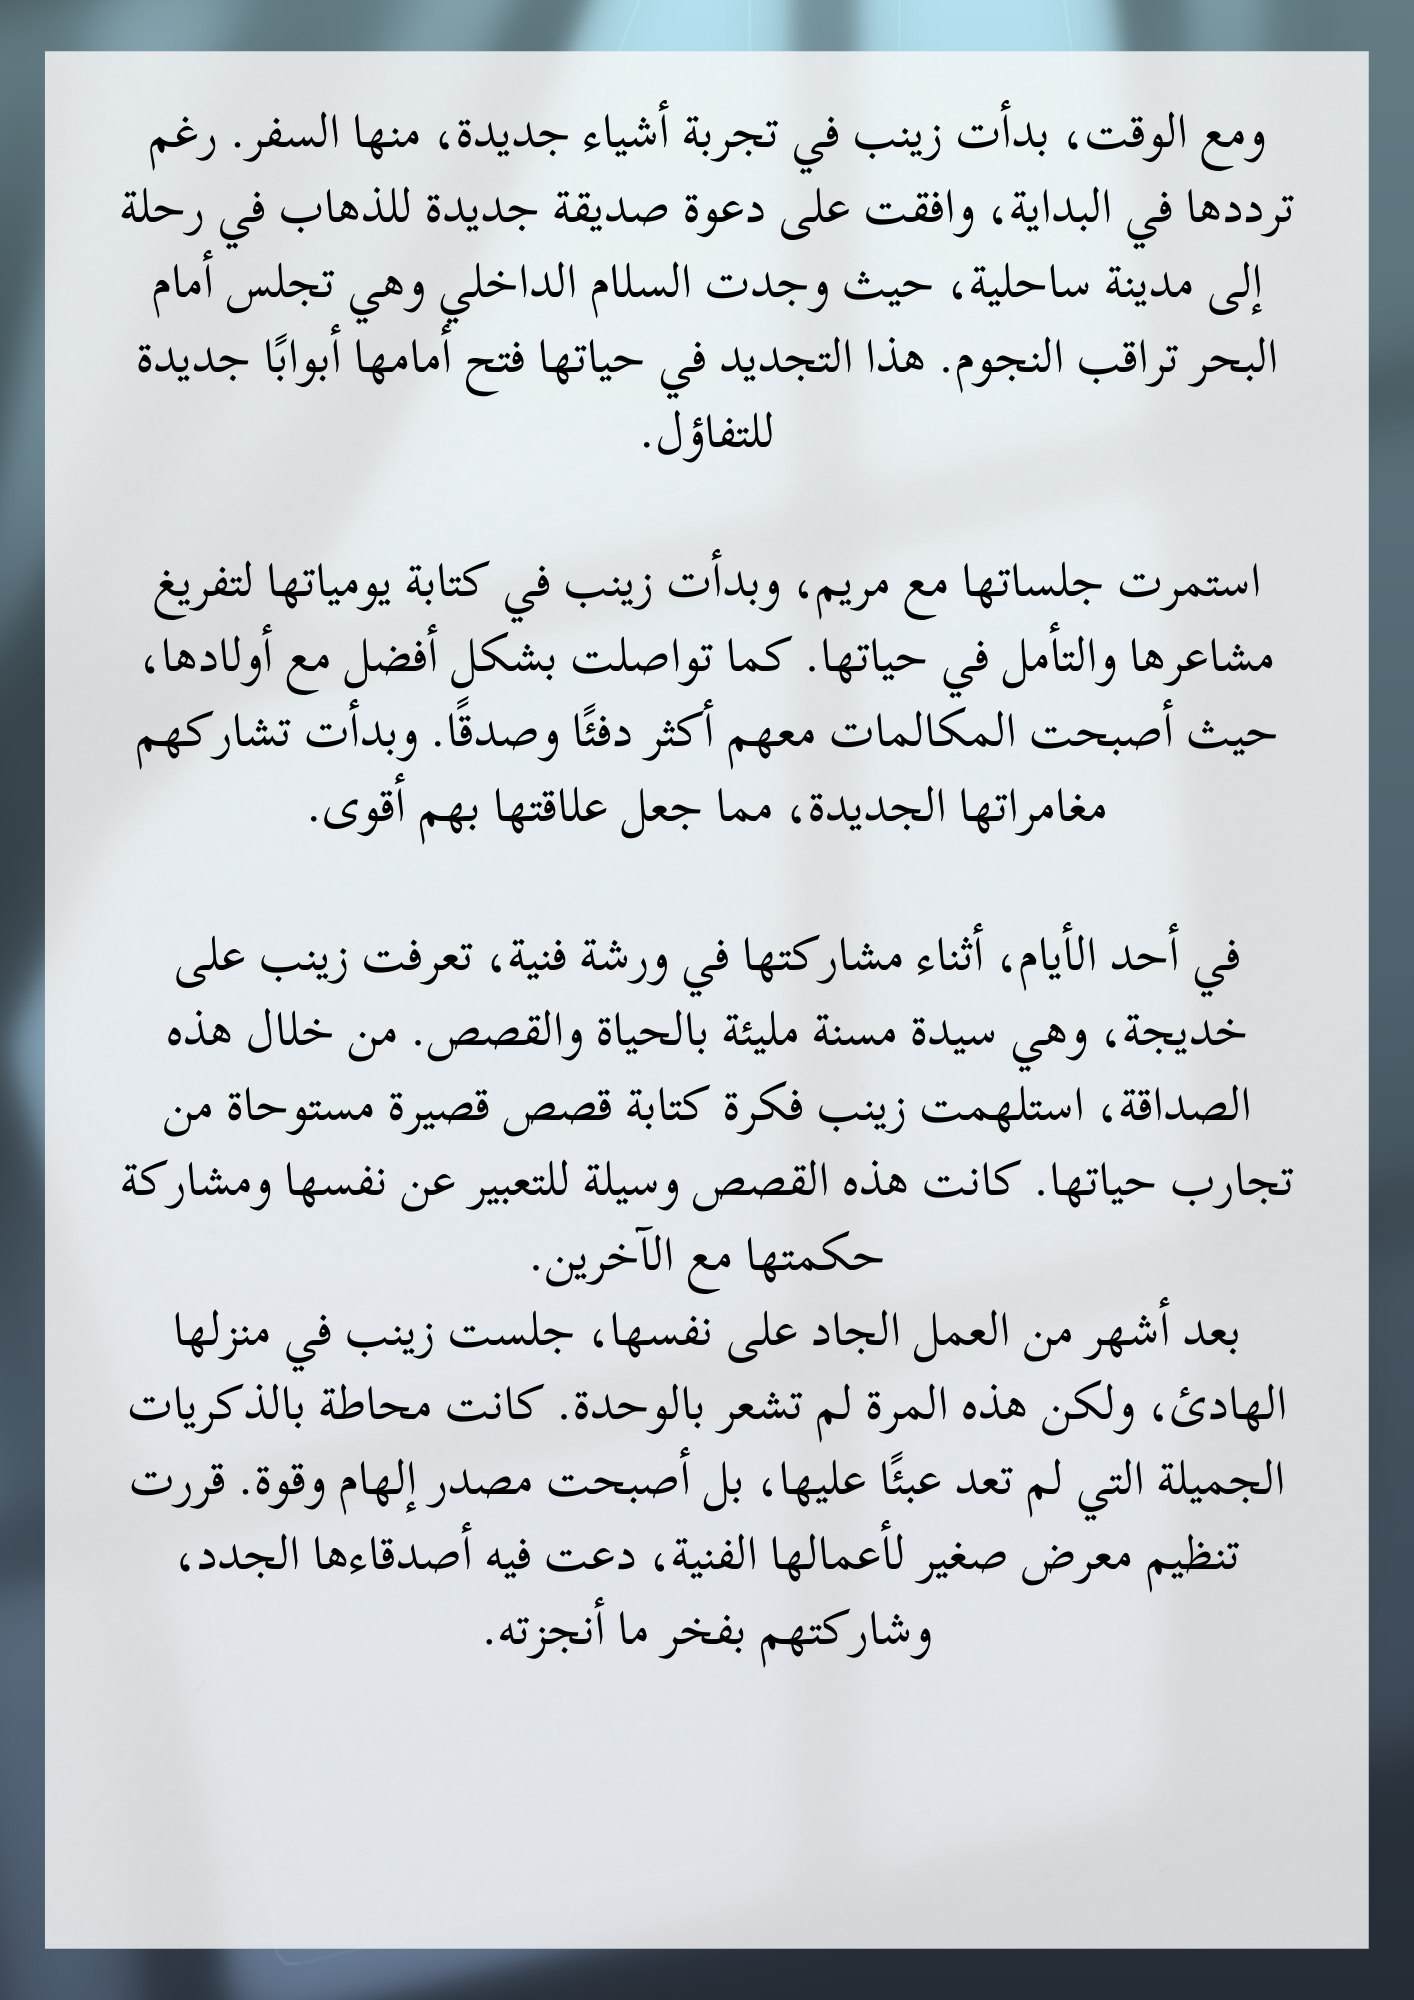 ومع الوقت، بدأت زينب في تجربة أشياء جديدة، منها السفر. رغم
ترددها في البداية، وافقت على دعوة صديقة جديدة للذهاب في رحلة
إلى مدينة ساحلية، حيث وجدت السلام الداخلي وهي تجلس أمام
البحر تراقب النجوم. هذا التجديد في حياتها فتح أمامها أبوابًا جديدة
للتفاؤل.
استمرت جلساتها مع مريم، وبدأت زينب في كتابة يومياتها لتفريغ
مشاعرها والتأمل في حياتها. كما تواصلت بشكل أفضل مع أولادها،
حيث أصبحت المكالمات معهم أكثر دفئًا وصدقًا. وبدأت تشاركهم
مغامراتها الجديدة، مما جعل علاقتها بهم أقوى.
في أحد الأيام، أثناء مشاركتها في ورشة فنية، تعرفت زينب على
خديجة، وهي سيدة مسنة مليئة بالحياة والقصص. من خلال هذه
الصداقة، استلهمت زينب فكرة كتابة قصص قصيرة مستوحاة من
تجارب حياتها. كانت هذه القصص وسيلة للتعبير عن نفسها ومشاركة
حكمتها مع الآخرين.
بعد أشهر من العمل الجاد على نفسها، جلست زينب في منزلها
الهادئ، ولكن هذه المرة لم تشعر بالوحدة. كانت محاطة بالذكريات
الجميلة التي لم تعد عبئًا عليها، بل أصبحت مصدر إلهام وقوة. قررت
تنظيم معرض صغير لأعمالها الفنية، دعت فيه أصدقاءها الجدد،
وشاركتهم بفخر ما أنجزته.